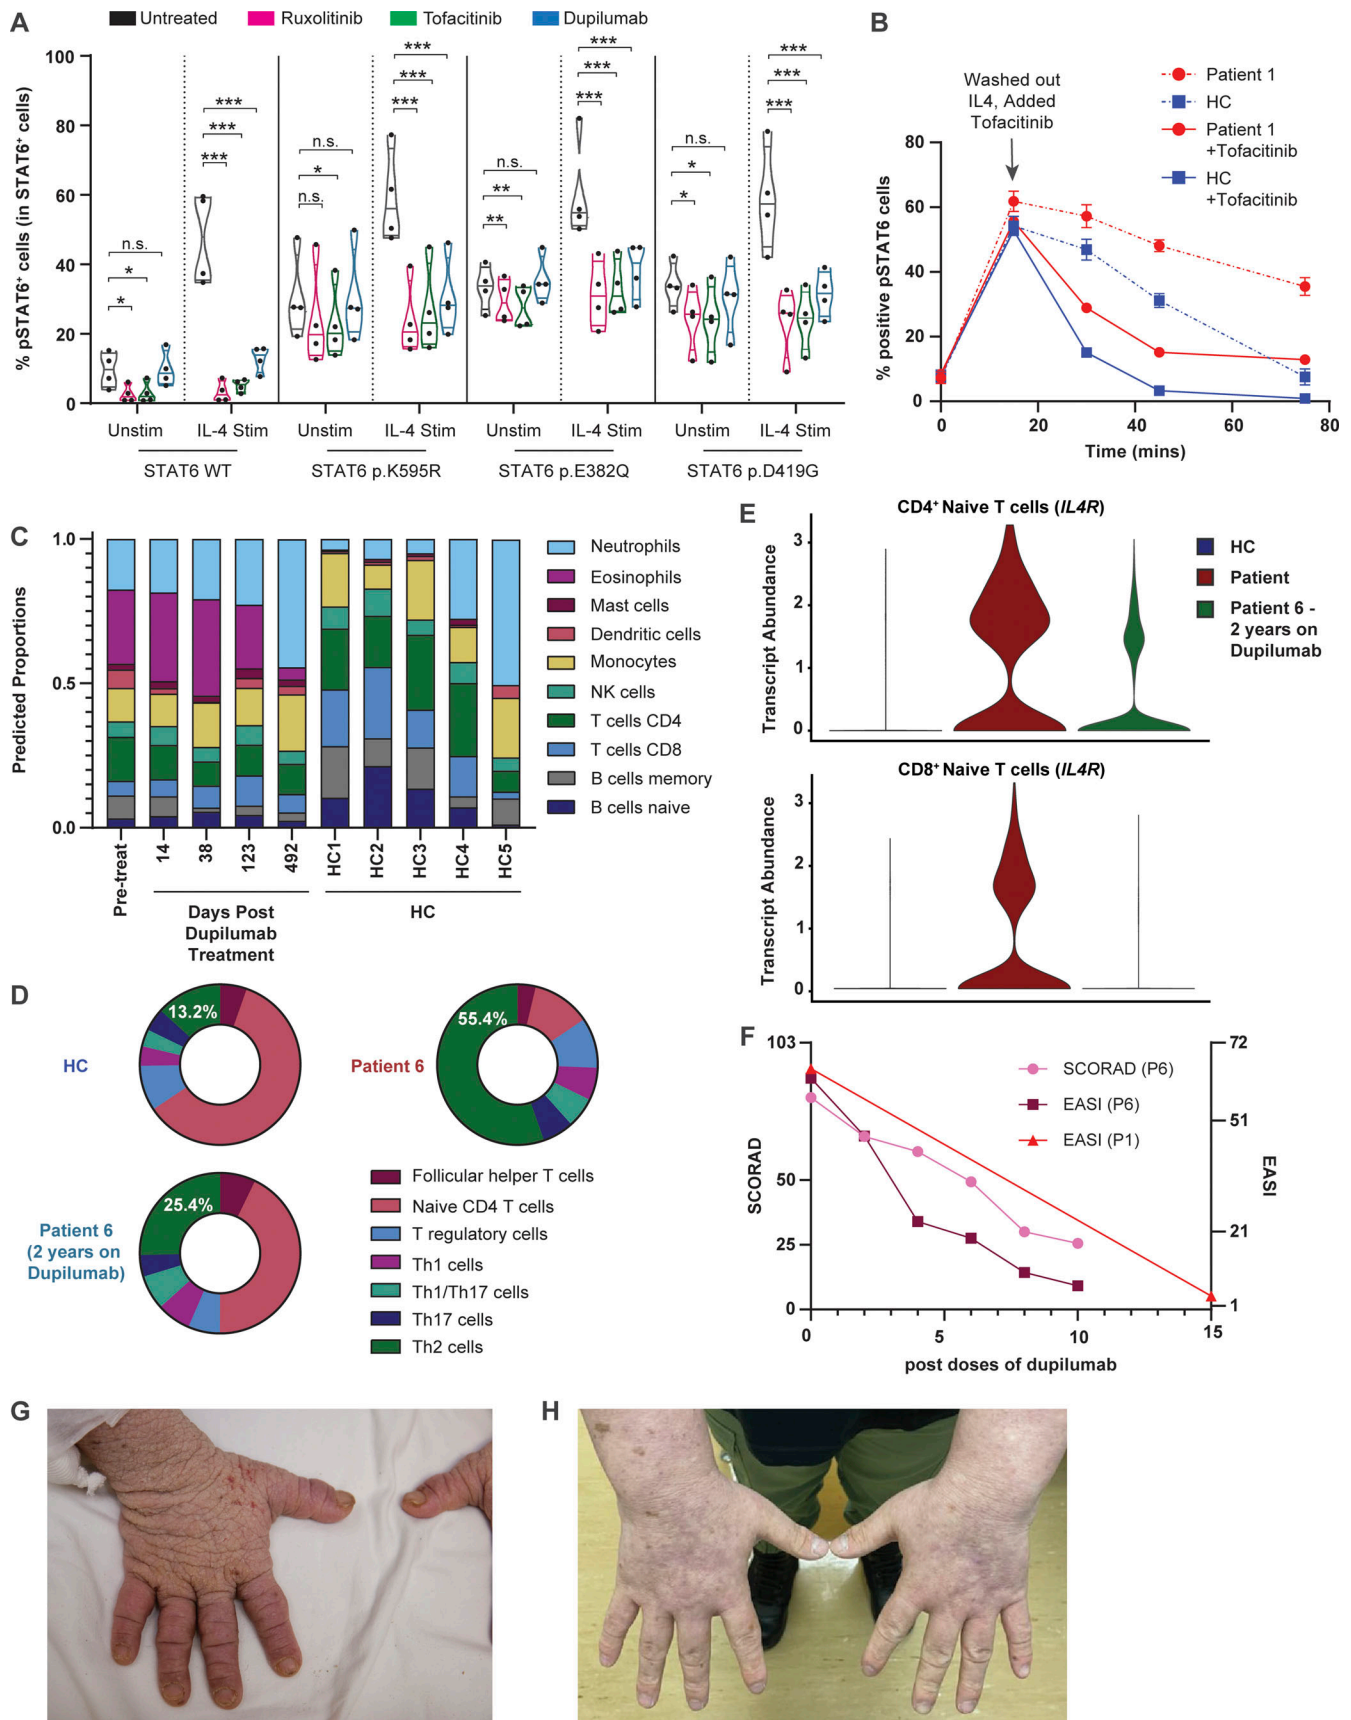 A
Untreated Ruxolitinib Tofacitinib Dupilumab
% pSTAT6+ cells (in STAT6+ cells)
100
80
60
40
20
0
* * n.s.
*** *** ***
n.s. * n.s.
*** *** ***
** ** n.s.
*** *** ***
* * n.s.
*** *** ***
Unstim IL-4 Stim Unstim IL-4 Stim Unstim IL-4 Stim Unstim IL-4 Stim
STAT6 WT STAT6 p.K595R STAT6 p.E382Q STAT6 p.D419G
B
Washed out
IL4, Added
Tofacitinib
Patient 1
HC
Patient 1
+Tofacitinib
HC
+Tofacitinib
% positive pSTAT6 cells
80
60
40
20
0
0 20 40 60 80
Time (mins)
C
Predicted Proportions
1.0
0.5
0.0
Neutrophils
Eosinophils
Mast cells
Dendritic cells
Monocytes
NK cells
T cells CD4
T cells CD8
B cells memory
B cells naive
Pre-treat 14 38 123 492 HC1 HC2 HC3 HC4 HC5
Days Post
Dupilumab
Treatment
HC
D
HC
13.2%
Patient 6
55.4%
Patient 6
(2 years on
Dupilumab)
25.4%
Follicular helper T cells
Naive CD4 T cells
T regulatory cells
Th1 cells
Th1/Th17 cells
Th17 cells
Th2 cells
E
CD4+ Naive T cells (IL4R)
Transcript Abundance
3
2
1
0
HC
Patient
Patient 6 -
2 years on
Dupilumab
CD8+ Naive T cells (IL4R)
Transcript Abundance
3
2
1
0
F
SCORAD
103
50
25
0
SCORAD (P6)
EASI (P6)
EASI (P1)
EASI
72
51
21
1
0 5 10 15
post doses of dupilumab
G
H